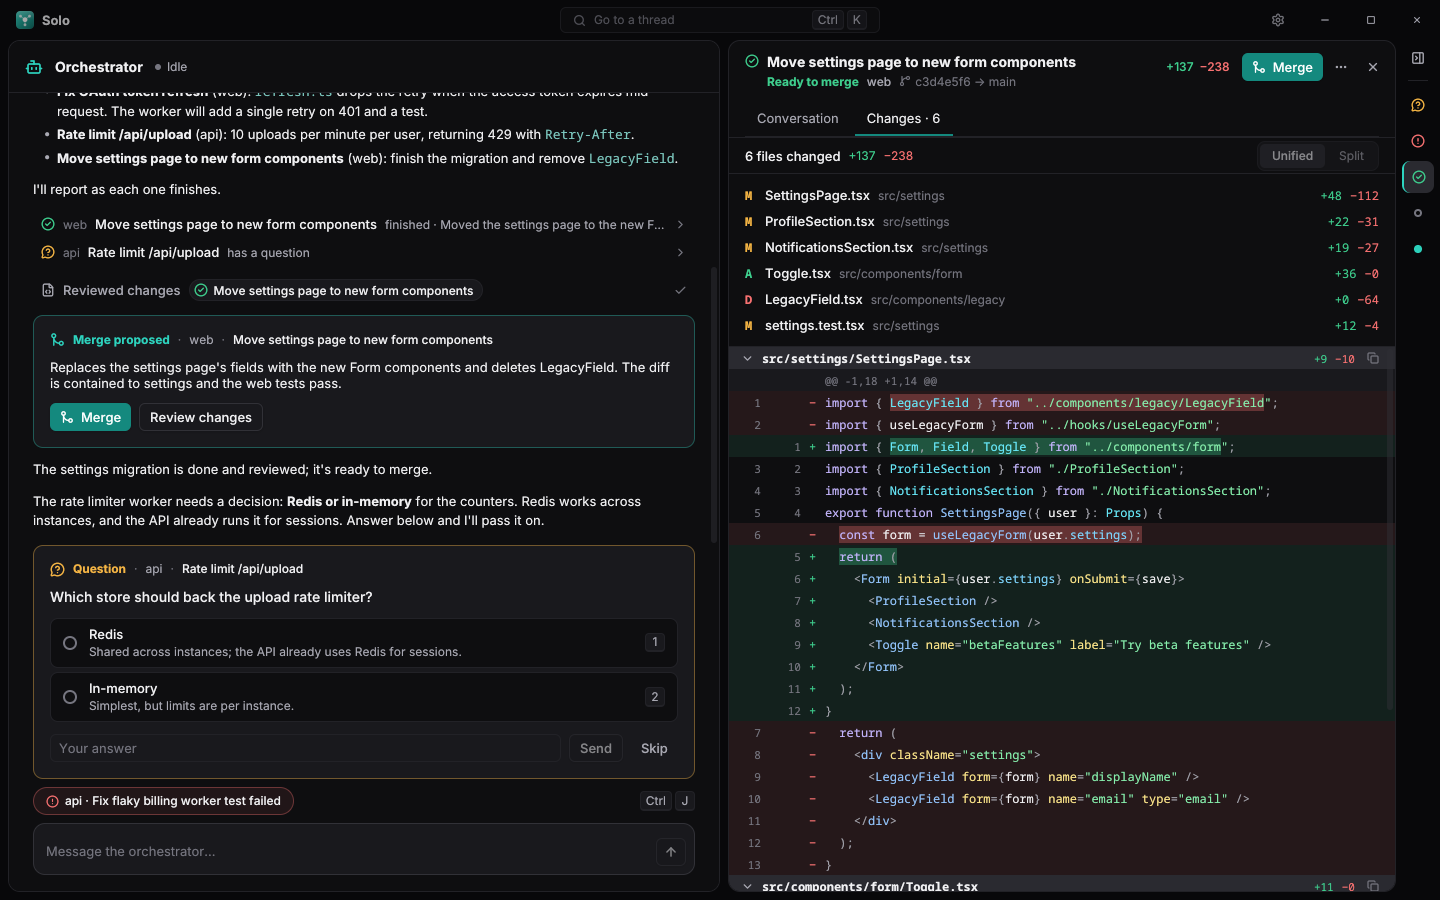 Solo
Go to a thread
Ctrl K
Orchestrator
Idle
Fix OAuth token refresh (web): refresh.ts drops the retry when the access token expires mid
request. The worker will add a single retry on 401 and a test.
• Rate limit /api/upload (api): 10 uploads per minute per user, returning 429 with Retry-After.
• Move settings page to new form components (web): finish the migration and remove LegacyField.
I'll report as each one finishes.
web Move settings page to new form components finished · Moved the settings page to the new F...
api Rate limit /api/upload has a question
Reviewed changes Move settings page to new form components
Merge proposed · web · Move settings page to new form components
Replaces the settings page's fields with the new Form components and deletes LegacyField. The diff
is contained to settings and the web tests pass.
Merge
Review changes
The settings migration is done and reviewed; it's ready to merge.
The rate limiter worker needs a decision: Redis or in-memory for the counters. Redis works across
instances, and the API already runs it for sessions. Answer below and I'll pass it on.
Question · api · Rate limit /api/upload
Which store should back the upload rate limiter?
Redis
Shared across instances; the API already uses Redis for sessions.
1
In-memory
Simplest, but limits are per instance.
2
Your answer
Send
Skip
api · Fix flaky billing worker test failed
Ctrl J
Message the orchestrator...
Move settings page to new form components
Ready to merge web c3d4e5f6 → main
+137 −238
Merge
Conversation
Changes · 6
6 files changed +137 −238
Unified
Split
M SettingsPage.tsx src/settings +48 −112
M ProfileSection.tsx src/settings +22 −31
M NotificationsSection.tsx src/settings +19 −27
A Toggle.tsx src/components/form +36 −0
D LegacyField.tsx src/components/legacy +0 −64
M settings.test.tsx src/settings +12 −4
src/settings/SettingsPage.tsx +9 −10
@@ -1,18 +1,14 @@
1 − import { LegacyField } from "../components/legacy/LegacyField";
2 − import { useLegacyForm } from "../hooks/useLegacyForm";
1 + import { Form, Field, Toggle } from "../components/form";
3 2 import { ProfileSection } from "./ProfileSection";
4 3 import { NotificationsSection } from "./NotificationsSection";
5 4 export function SettingsPage({ user }: Props) {
6 − const form = useLegacyForm(user.settings);
5 + return (
6 + <Form initial={user.settings} onSubmit={save}>
7 + <ProfileSection />
8 + <NotificationsSection />
9 + <Toggle name="betaFeatures" label="Try beta features" />
10 + </Form>
11 + );
12 + }
7 − return (
8 − <div className="settings">
9 − <LegacyField form={form} name="displayName" />
10 − <LegacyField form={form} name="email" type="email" />
11 − </div>
12 − );
13 − }
src/components/form/Toggle.tsx +11 −0